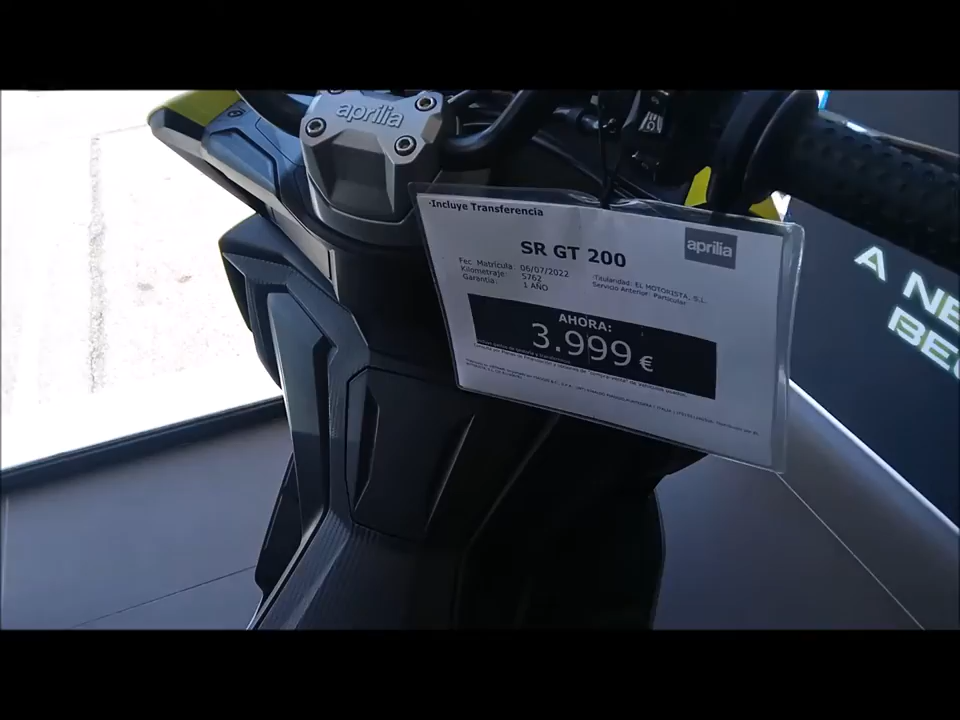 aprilia
·Incluye Transferencia
SR GT 200
aprilia
Fec. Matrícula: 06/07/2022
Kilometraje: 5762
Garantía: 1 AÑO
·Titularidad: EL MOTORISTA, S.L.
Servicio Anterior: Particular
AHORA:
3.999 €
A NE
BEG